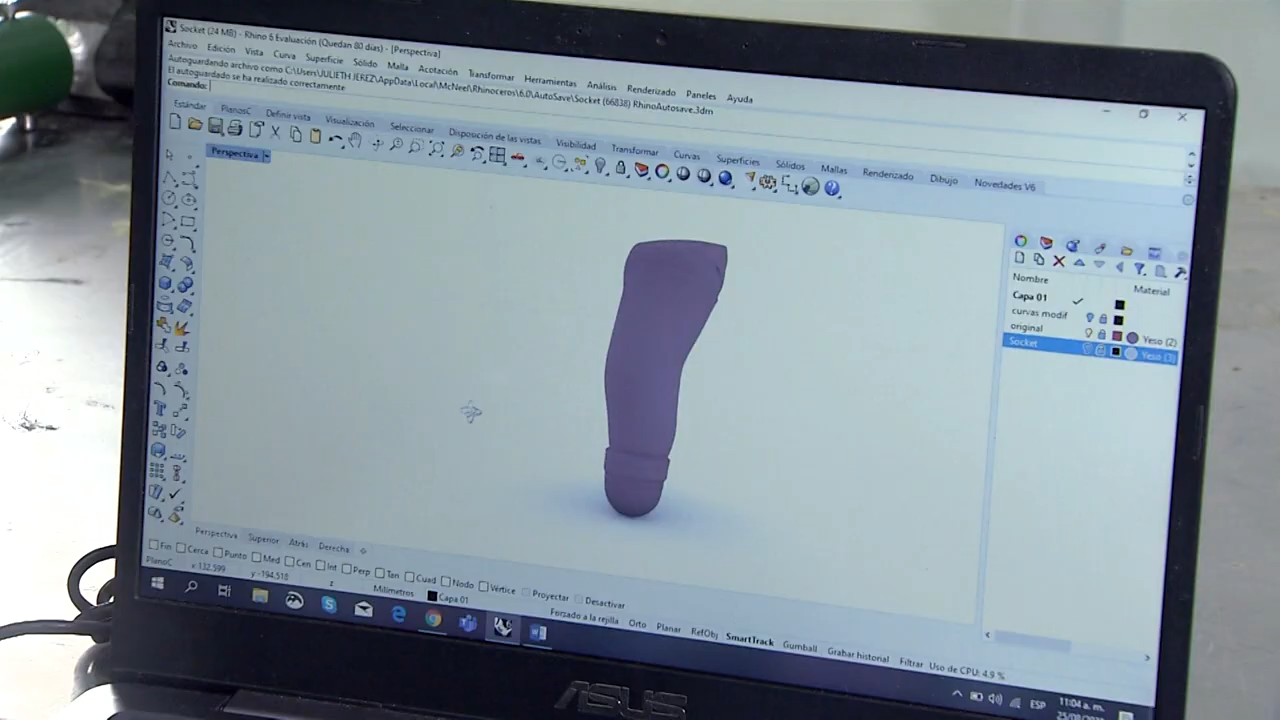 Socket (24 MB) - Rhino 6 Evaluación (Quedan 80 días) - [Perspectiva]
Archivo Edición Vista Curva Superficie Sólido Malla Acotación Transformar Herramientas Análisis Renderizado Paneles Ayuda
Autoguardando archivo como C:\Users\JULIETH JEREZ\AppData\Local\McNeel\Rhinoceros\6.0\AutoSave\Socket (66838) RhinoAutosave.3dm
El autoguardado se ha realizado correctamente
Comando:
Estándar PlanosC Definir vista Visualización Seleccionar Disposición de las vistas Visibilidad Transformar Curvas Superficies Sólidos Mallas Renderizado Dibujo Novedades V6
Perspectiva
Nombre Material
Capa 01
curvas modif
original Yeso (2)
Socket Yeso (3)
Perspectiva Superior Derecha
Fin Cerca Punto Med Cen Int Perp Tan Cuad Nodo Vértice Proyectar Desactivar
PlanoC x 132.599 y -194.518 z Milímetros Capa 01 Forzado a la rejilla Orto Planar RefObj SmartTrack Gumball Grabar historial Filtrar Uso de CPU: 4.9 %
ESP
11:04 a. m.
ASUS